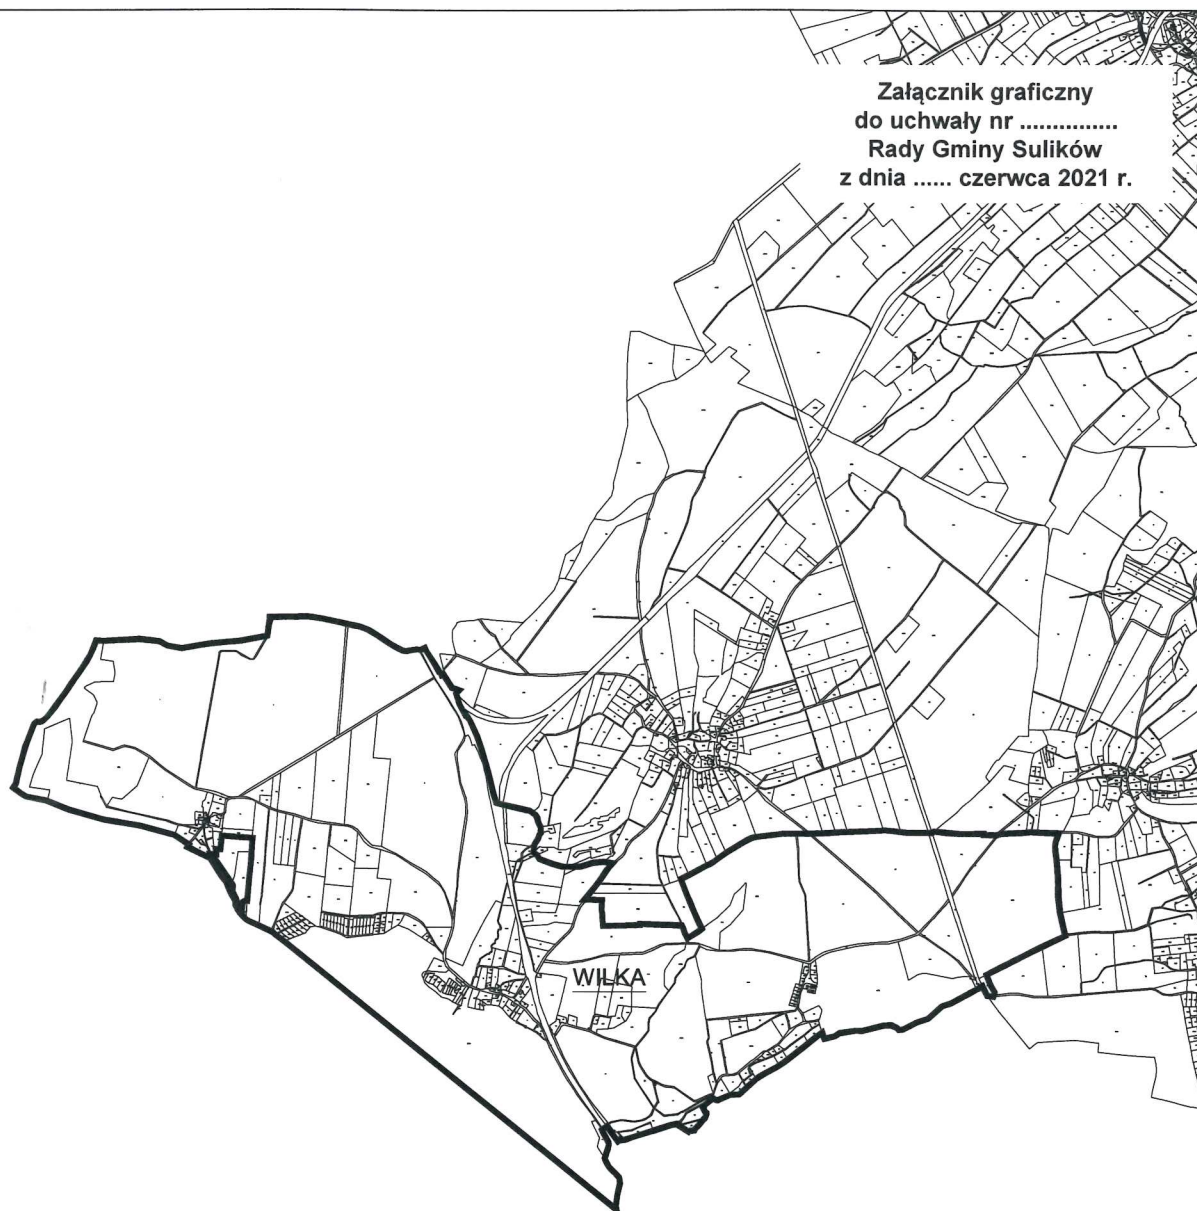 Załącznik graficzny
do uchwały nr ...............
Rady Gminy Sulików
z dnia ...... czerwca 2021 r.
WILKA